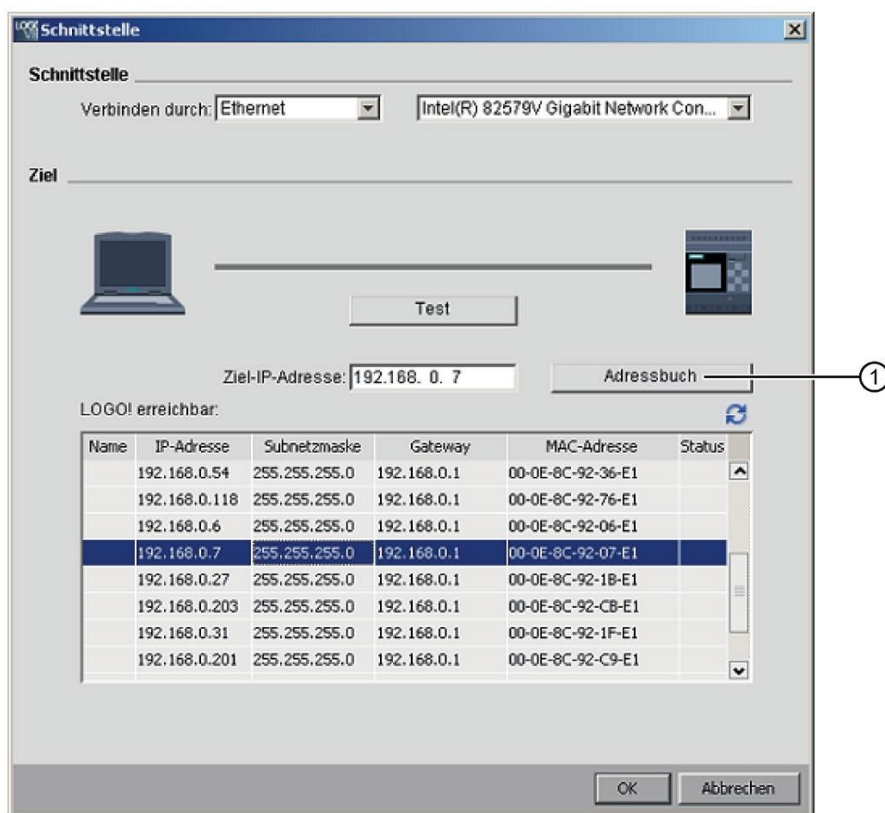 Schnittstelle
Schnittstelle
Verbinden durch: Ethernet Intel(R) 82579V Gigabit Network Con...
Ziel
Test
Ziel-IP-Adresse: 192.168. 0. 7 Adressbuch 1
LOGO! erreichbar:
Name IP-Adresse Subnetzmaske Gateway MAC-Adresse Status
192.168.0.54 255.255.255.0 192.168.0.1 00-0E-8C-92-36-E1
192.168.0.118 255.255.255.0 192.168.0.1 00-0E-8C-92-76-E1
192.168.0.6 255.255.255.0 192.168.0.1 00-0E-8C-92-06-E1
192.168.0.7 255.255.255.0 192.168.0.1 00-0E-8C-92-07-E1
192.168.0.27 255.255.255.0 192.168.0.1 00-0E-8C-92-1B-E1
192.168.0.203 255.255.255.0 192.168.0.1 00-0E-8C-92-CB-E1
192.168.0.31 255.255.255.0 192.168.0.1 00-0E-8C-92-1F-E1
192.168.0.201 255.255.255.0 192.168.0.1 00-0E-8C-92-C9-E1
OK Abbrechen